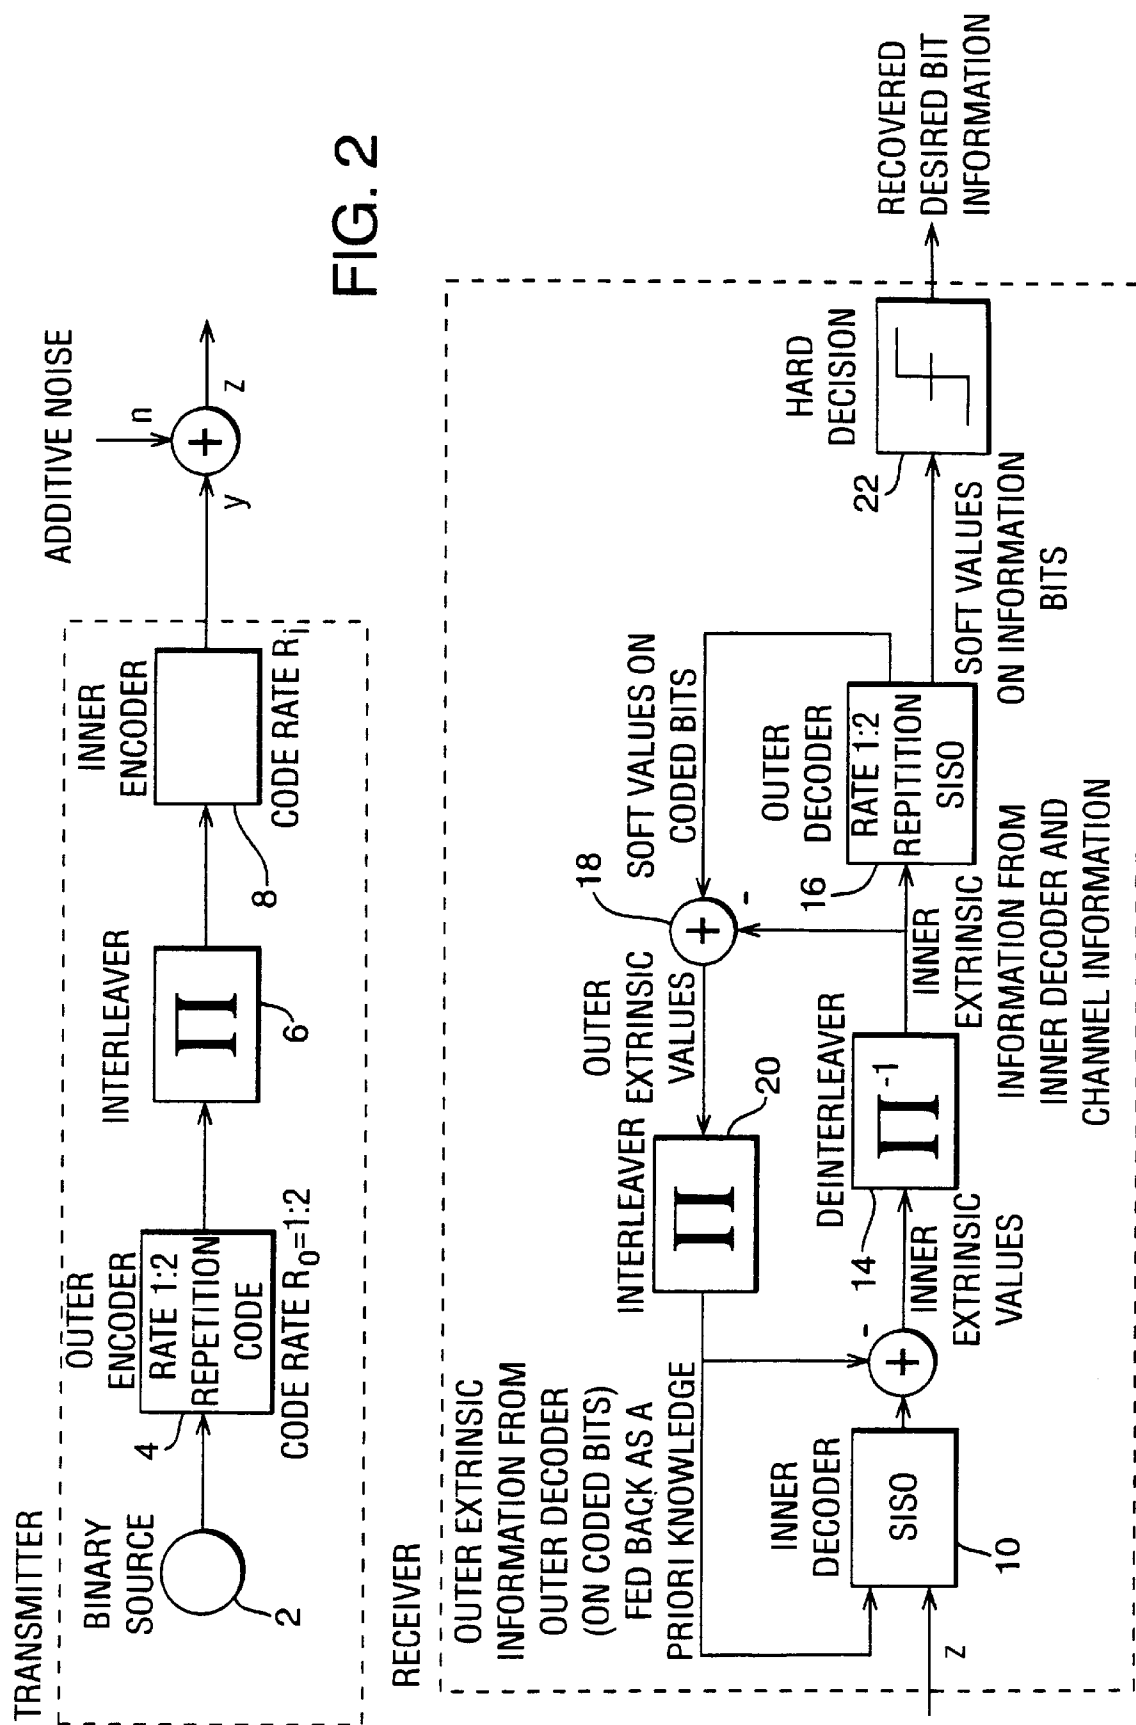 FIG. 2
TRANSMITTER
BINARY
SOURCE
2
OUTER
ENCODER
RATE 1:2
REPETITION
CODE
4
CODE RATE R0=1:2
INTERLEAVER
II
6
INNER
ENCODER
8
CODE RATE Ri
ADDITIVE NOISE
n
+
y
z
RECEIVER
OUTER EXTRINSIC
INFORMATION FROM
OUTER DECODER
(ON CODED BITS)
FED BACK AS A
PRIORI KNOWLEDGE
z
INNER
DECODER
SISO
10
+
-
INNER
EXTRINSIC
VALUES
INTERLEAVER
II
20
DEINTERLEAVER
II-1
14
OUTER
EXTRINSIC
VALUES
18
+
-
INNER
EXTRINSIC
INFORMATION FROM
INNER DECODER AND
CHANNEL INFORMATION
SOFT VALUES ON
CODED BITS
OUTER
DECODER
RATE 1:2
REPITITION
SISO
16
SOFT VALUES
ON INFORMATION
BITS
HARD
DECISION
22
RECOVERED
DESIRED BIT
INFORMATION